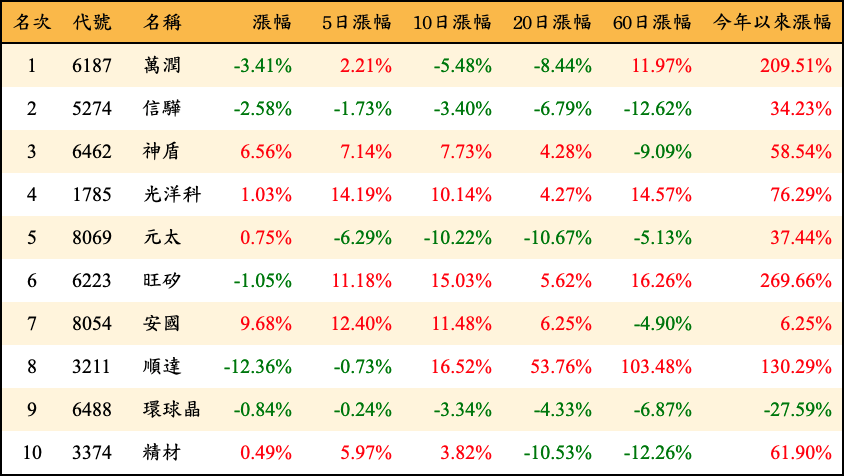 名次 代號 名稱 漲幅 5日漲幅 10日漲幅 20日漲幅 60日漲幅 今年以來漲幅
1 6187 萬潤 -3.41% 2.21% -5.48% -8.44% 11.97% 209.51%
2 5274 信驊 -2.58% -1.73% -3.40% -6.79% -12.62% 34.23%
3 6462 神盾 6.56% 7.14% 7.73% 4.28% -9.09% 58.54%
4 1785 光洋科 1.03% 14.19% 10.14% 4.27% 14.57% 76.29%
5 8069 元太 0.75% -6.29% -10.22% -10.67% -5.13% 37.44%
6 6223 旺矽 -1.05% 11.18% 15.03% 5.62% 16.26% 269.66%
7 8054 安國 9.68% 12.40% 11.48% 6.25% -4.90% 6.25%
8 3211 順達 -12.36% -0.73% 16.52% 53.76% 103.48% 130.29%
9 6488 環球晶 -0.84% -0.24% -3.34% -4.33% -6.87% -27.59%
10 3374 精材 0.49% 5.97% 3.82% -10.53% -12.26% 61.90%